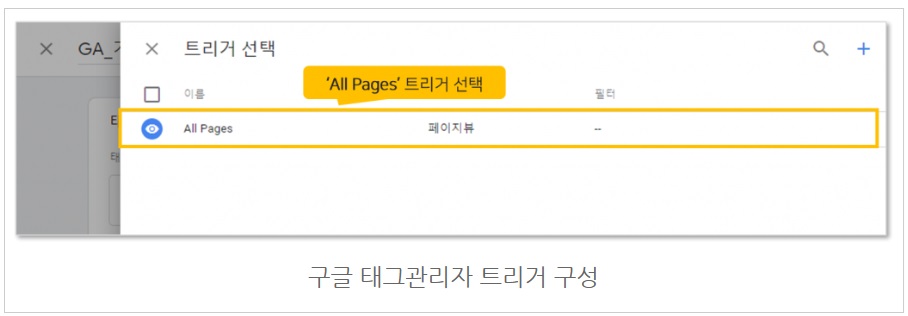 GA_
트리거 선택
'All Pages' 트리거 선택
이름
필터
All Pages
페이지뷰
--
구글 태그관리자 트리거 구성